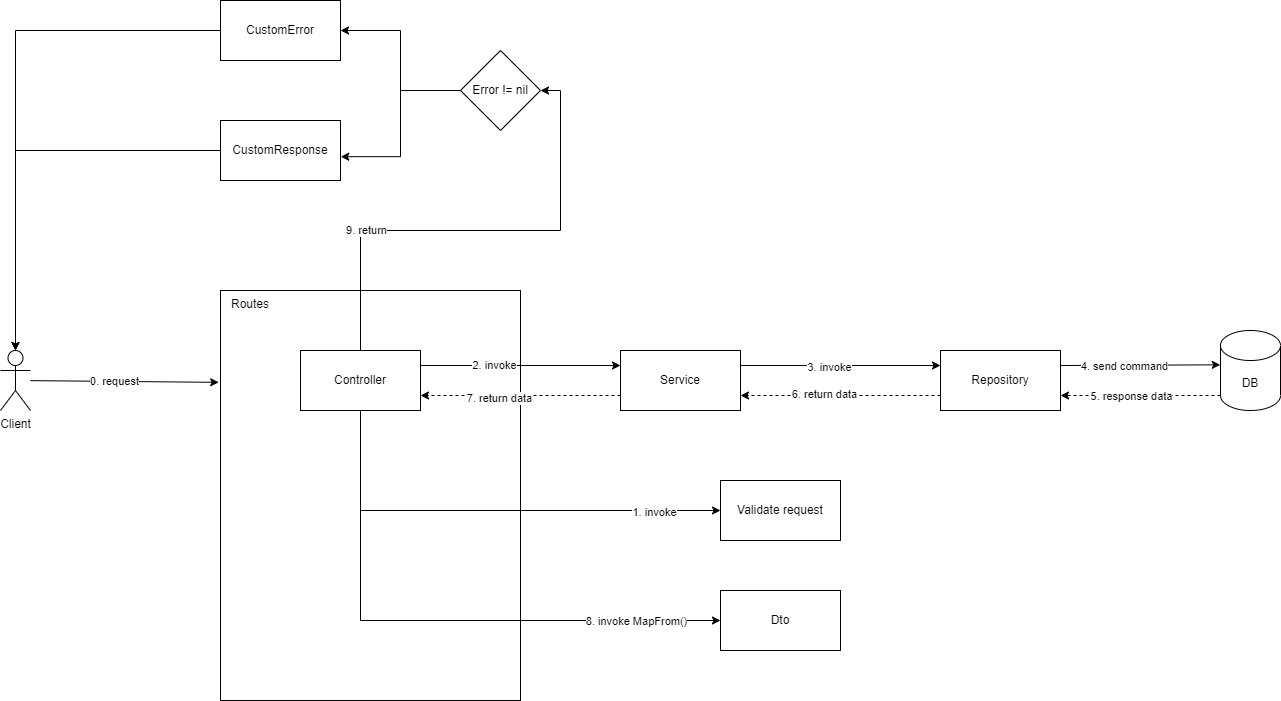 CustomError
Error != nil
CustomResponse
9. return
Routes
Controller
2. invoke
Service
3. invoke
Repository
4. send command
DB
0. request
7. return data
6. return data
5. response data
Client
1. invoke
Validate request
8. invoke MapFrom()
Dto